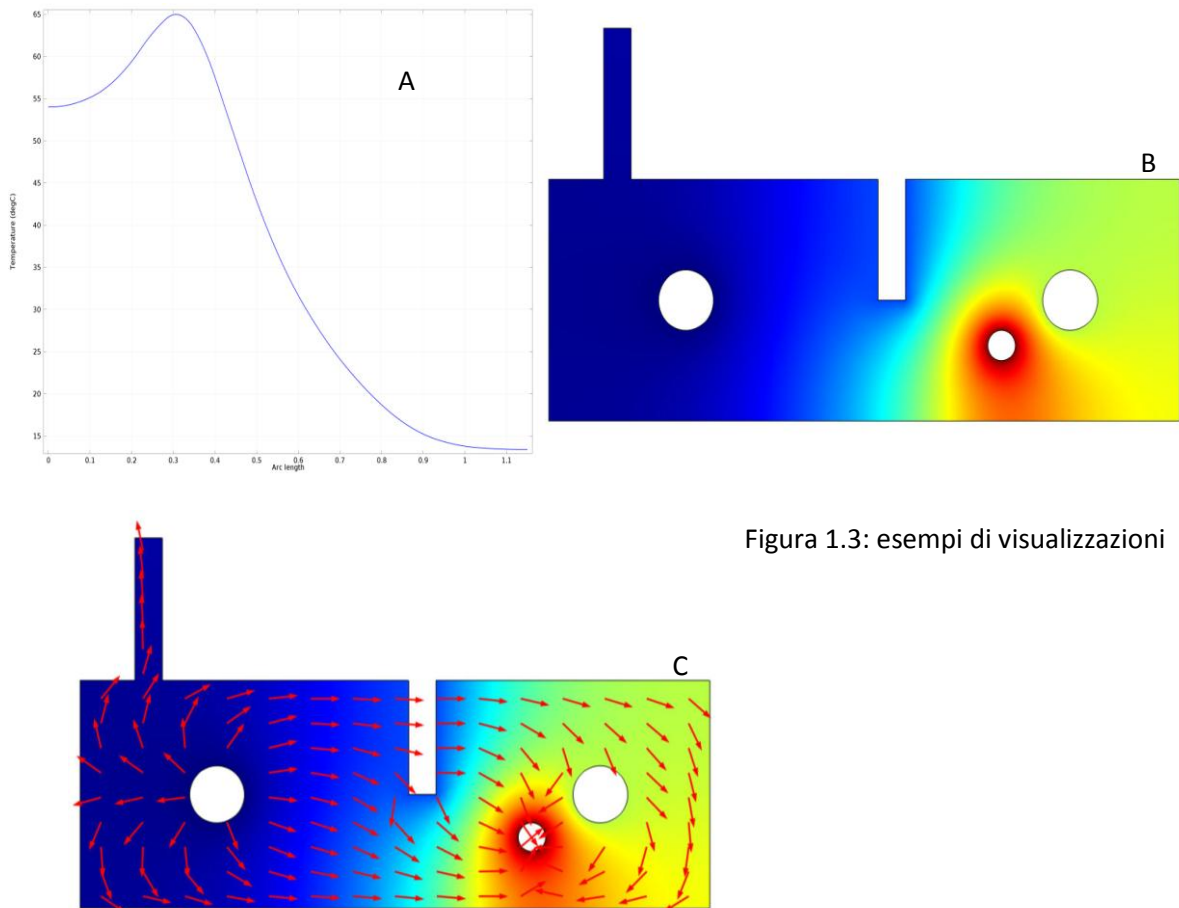 65
60
55
50
45
40
35
30
25
20
15
Temperature (degC)
0 0.1 0.2 0.3 0.4 0.5 0.6 0.7 0.8 0.9 1 1.1
Arc length
A
B
Figura 1.3: esempi di visualizzazioni
C